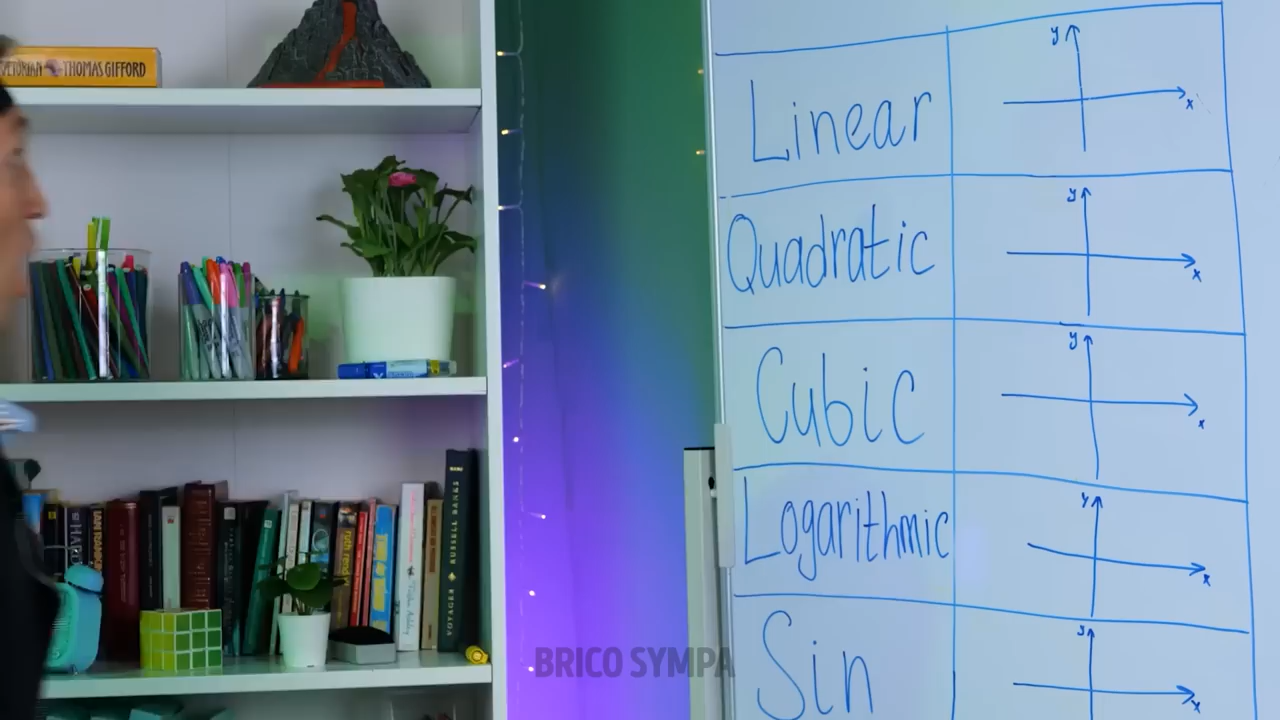 THOMAS GIFFORD
y
x
Linear
y
x
Quadratic
y
x
Cubic
y
x
Logarithmic
y
x
Sin
VOYAGER RUSSELL BANKS
BRICO SYMPA